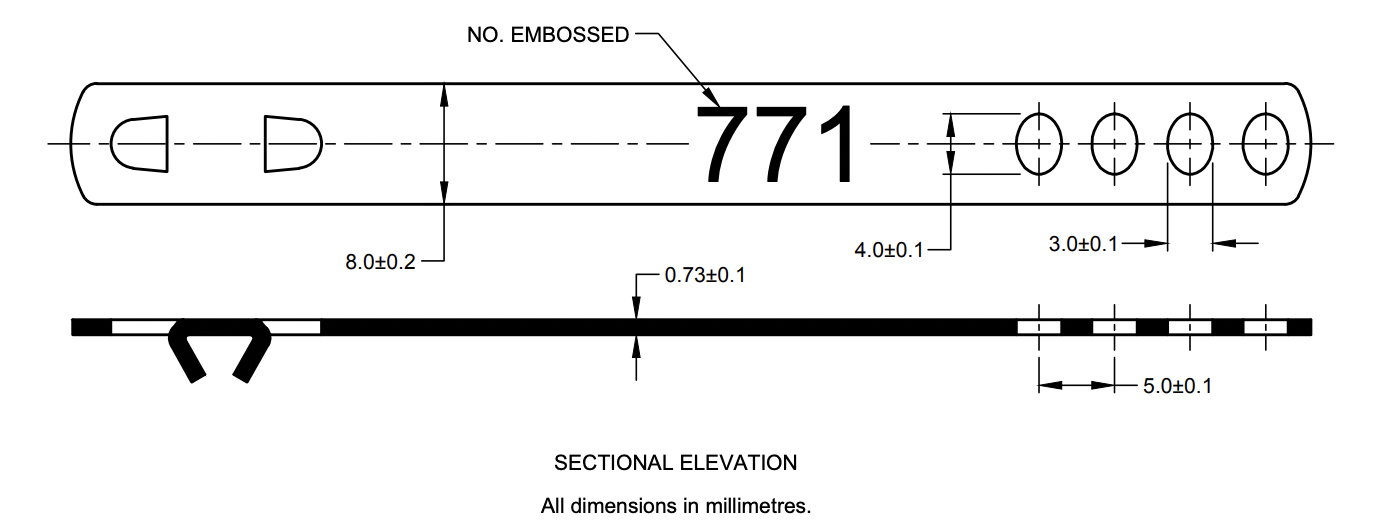 NO. EMBOSSED
771
8.0±0.2
4.0±0.1
3.0±0.1
0.73±0.1
5.0±0.1
SECTIONAL ELEVATION
All dimensions in millimetres.